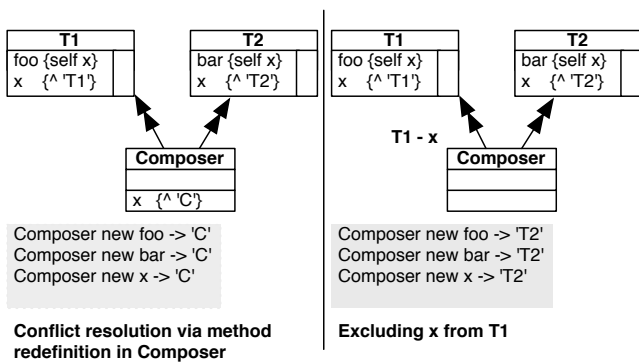 T1
foo {self x}
x {^ 'T1'}
T2
bar {self x}
x {^ 'T2'}
Composer
x {^ 'C'}
Composer new foo -> 'C'
Composer new bar -> 'C'
Composer new x -> 'C'
Conflict resolution via method
redefinition in Composer
T1
foo {self x}
x {^ 'T1'}
T2
bar {self x}
x {^ 'T2'}
T1 - x
Composer
Composer new foo -> 'T2'
Composer new bar -> 'T2'
Composer new x -> 'T2'
Excluding x from T1